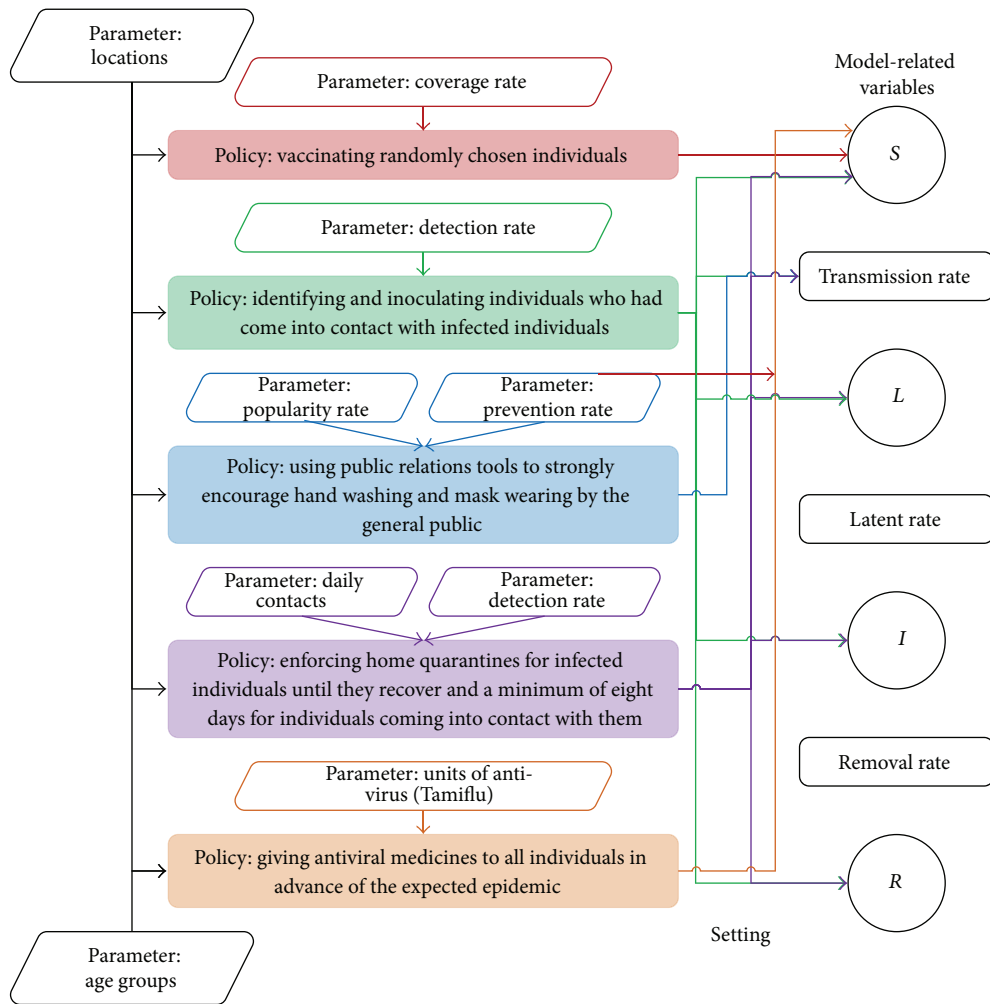 Parameter:
locations
Parameter: coverage rate
Model-related
variables
Policy: vaccinating randomly chosen individuals
S
Parameter: detection rate
Policy: identifying and inoculating individuals who had
come into contact with infected individuals
Transmission rate
Parameter:
popularity rate
Parameter:
prevention rate
L
Policy: using public relations tools to strongly
encourage hand washing and mask wearing by the
general public
Latent rate
Parameter: daily
contacts
Parameter:
detection rate
I
Policy: enforcing home quarantines for infected
individuals until they recover and a minimum of eight
days for individuals coming into contact with them
Removal rate
Parameter: units of anti-
virus (Tamiflu)
Policy: giving antiviral medicines to all individuals in
advance of the expected epidemic
R
Setting
Parameter:
age groups